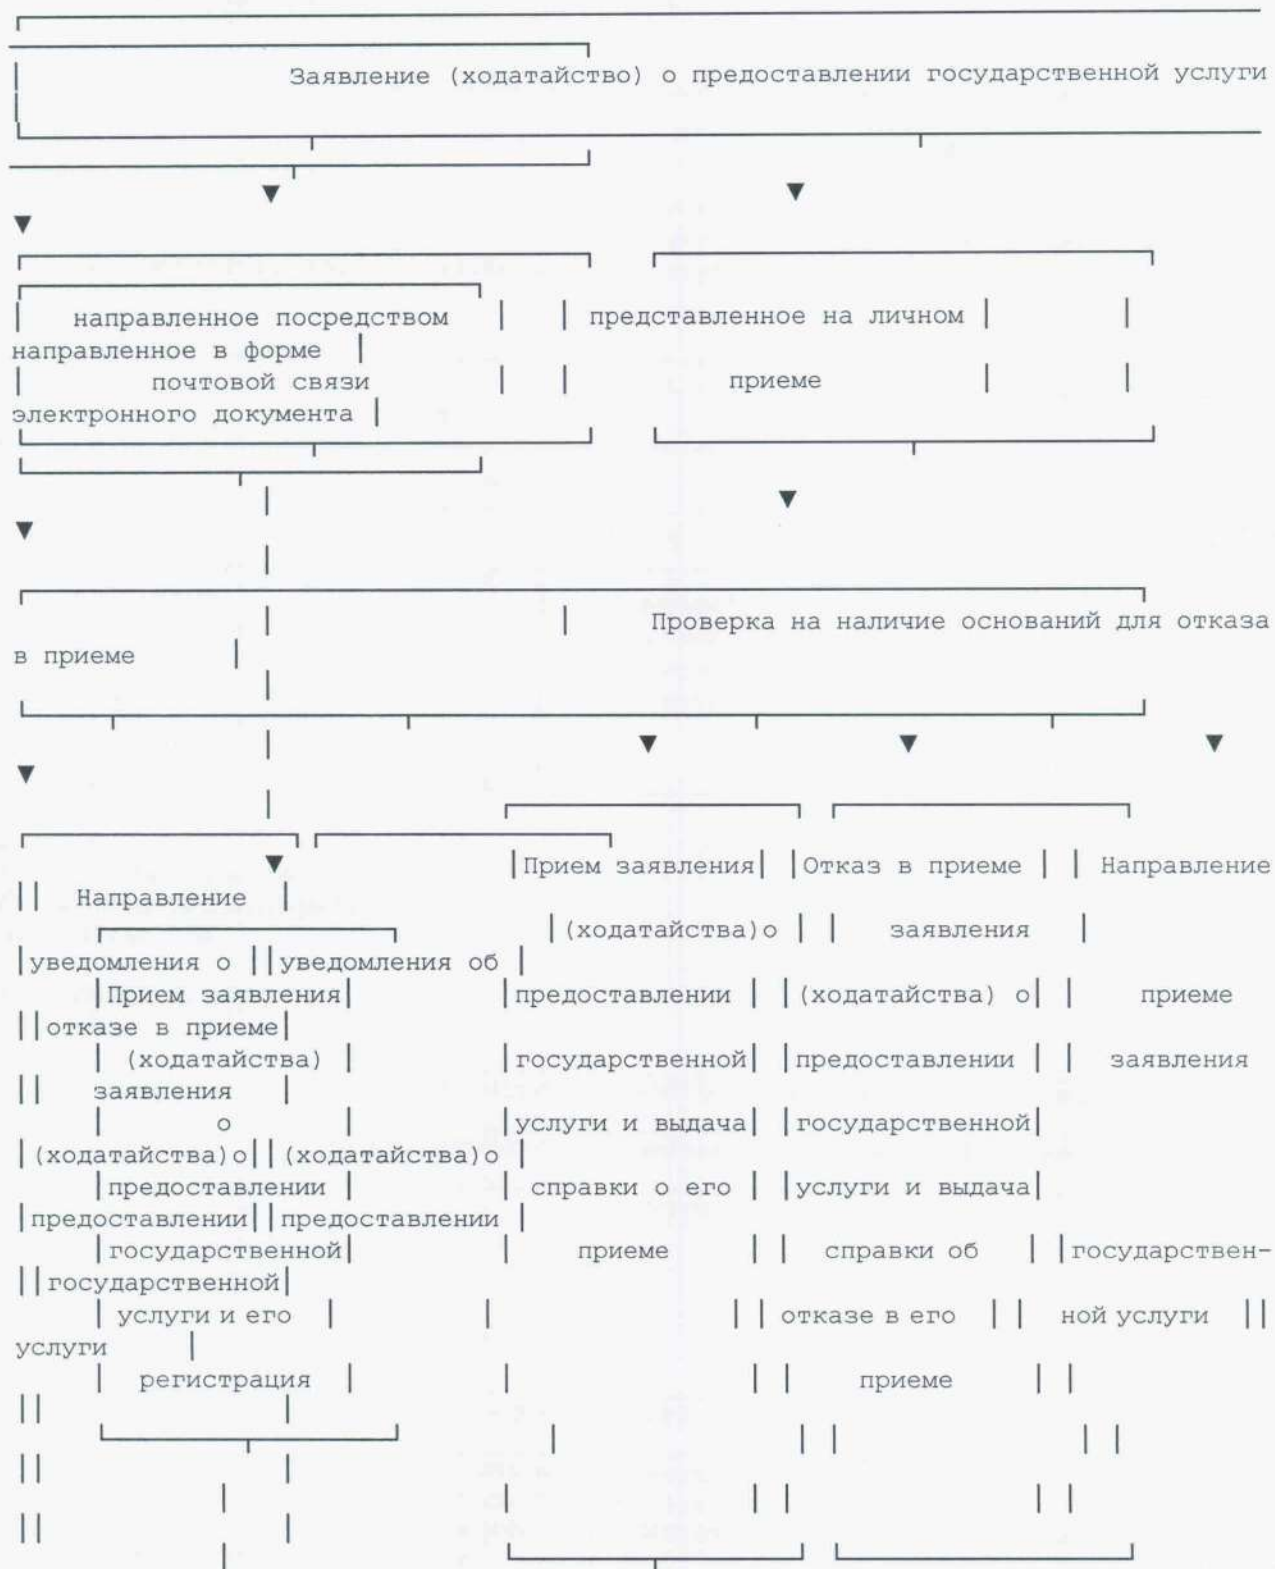 Заявление (ходатайство) о предоставлении государственной услуги
направленное посредством представленное на личном
направленное в форме
почтовой связи приеме
электронного документа
Проверка на наличие оснований для отказа
в приеме
Прием заявления Отказ в приеме Направление
Направление
(ходатайства)о заявления
уведомления о уведомления об
Прием заявления предоставлении (ходатайства) о приеме
отказе в приеме
(ходатайства) государственной предоставлении заявления
заявления
о услуги и выдача государственной
(ходатайства)о (ходатайства)о
предоставлении справки о его услуги и выдача
предоставлении предоставлении
государственной приеме справки об государствен-
государственной
услуги и его отказе в его ной услуги
услуги
регистрация приеме